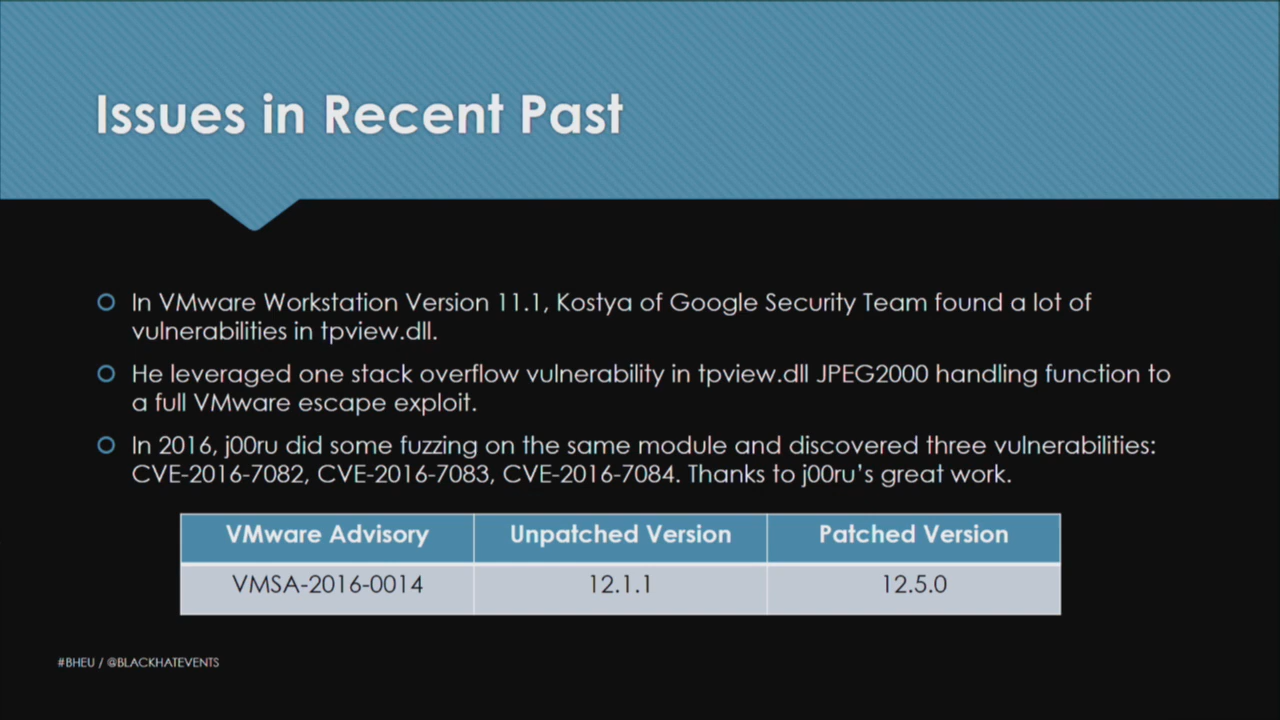 Issues in Recent Past
In VMware Workstation Version 11.1, Kostya of Google Security Team found a lot of
vulnerabilities in tpview.dll.
He leveraged one stack overflow vulnerability in tpview.dll JPEG2000 handling function to
a full VMware escape exploit.
In 2016, j00ru did some fuzzing on the same module and discovered three vulnerabilities:
CVE-2016-7082, CVE-2016-7083, CVE-2016-7084. Thanks to j00ru's great work.
VMware Advisory Unpatched Version Patched Version
VMSA-2016-0014 12.1.1 12.5.0
#BHEU / @BLACKHATEVENTS